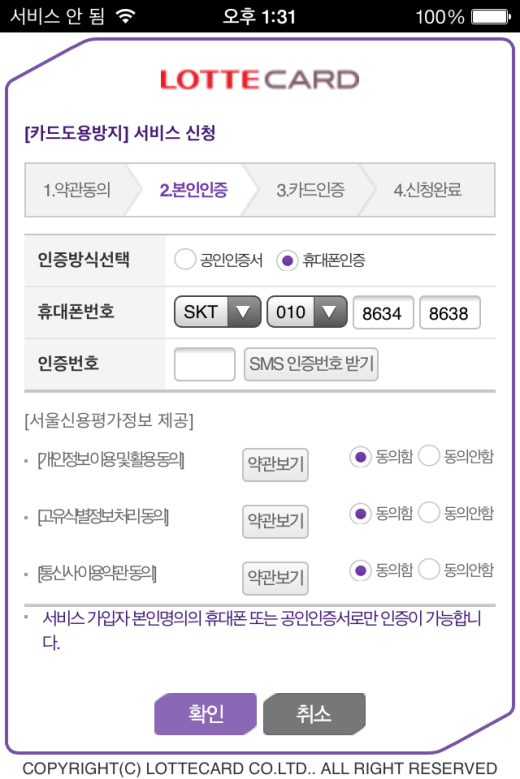 서비스 안 됨 오후 1:31 100%
LOTTECARD
[카드도용방지] 서비스 신청
1.약관동의 2.본인인증 3.카드인증 4.신청완료
인증방식선택 공인인증서 휴대폰인증
휴대폰번호 SKT 010 8634 8638
인증번호 SMS 인증번호 받기
[서울신용평가정보 제공]
[개인정보이용및활용동의] 약관보기 동의함 동의안함
[고유식별정보처리동의] 약관보기 동의함 동의안함
[통신사이용약관동의] 약관보기 동의함 동의안함
서비스 가입자 본인명의의 휴대폰 또는 공인인증서로만 인증이 가능합니
다.
확인 취소
COPYRIGHT(C) LOTTECARD CO.LTD.. ALL RIGHT RESERVED